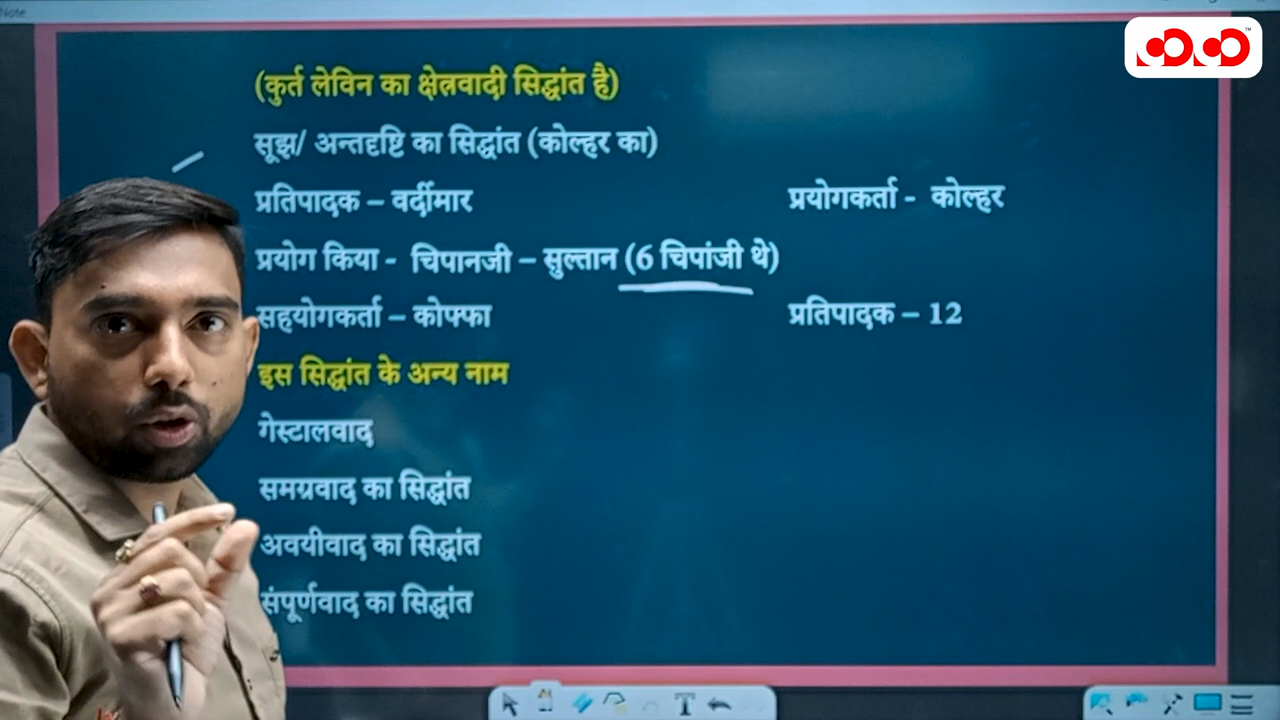 Note
(कुर्त लेविन का क्षेत्रवादी सिद्धांत है)
सूझ/ अन्तदृष्टि का सिद्धांत (कोल्हर का)
प्रतिपादक – वर्दीमार
प्रयोगकर्ता - कोल्हर
प्रयोग किया - चिपानजी – सुल्तान (6 चिपांजी थे)
सहयोगकर्ता – कोफ्फा
प्रतिपादक – 12
इस सिद्धांत के अन्य नाम
गेस्टालवाद
समग्रवाद का सिद्धांत
अवयीवाद का सिद्धांत
संपूर्णवाद का सिद्धांत